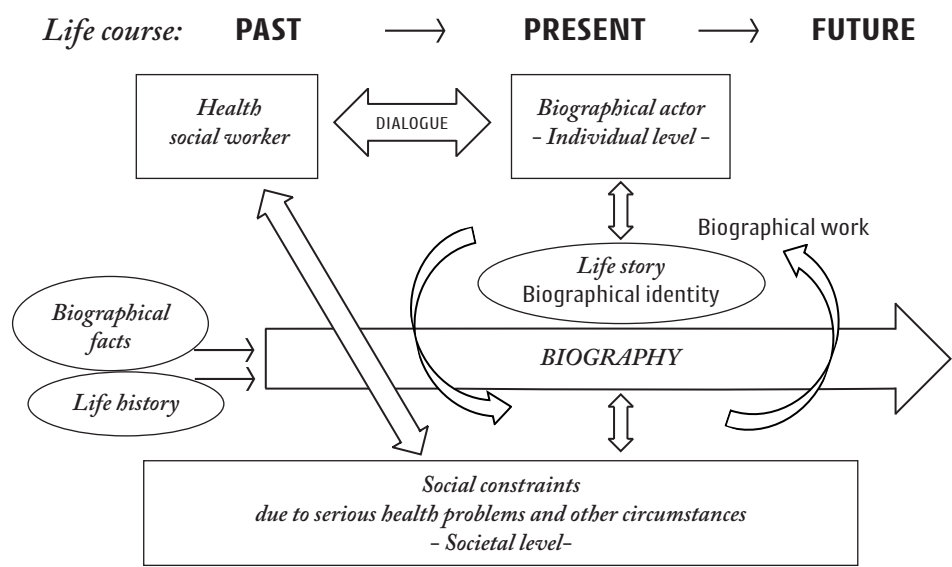 Life course: PAST PRESENT FUTURE
Health
social worker
DIALOGUE
Biographical actor
- Individual level -
Biographical work
Life story
Biographical identity
Biographical
facts
BIOGRAPHY
Life history
Social constraints
due to serious health problems and other circumstances
- Societal level-